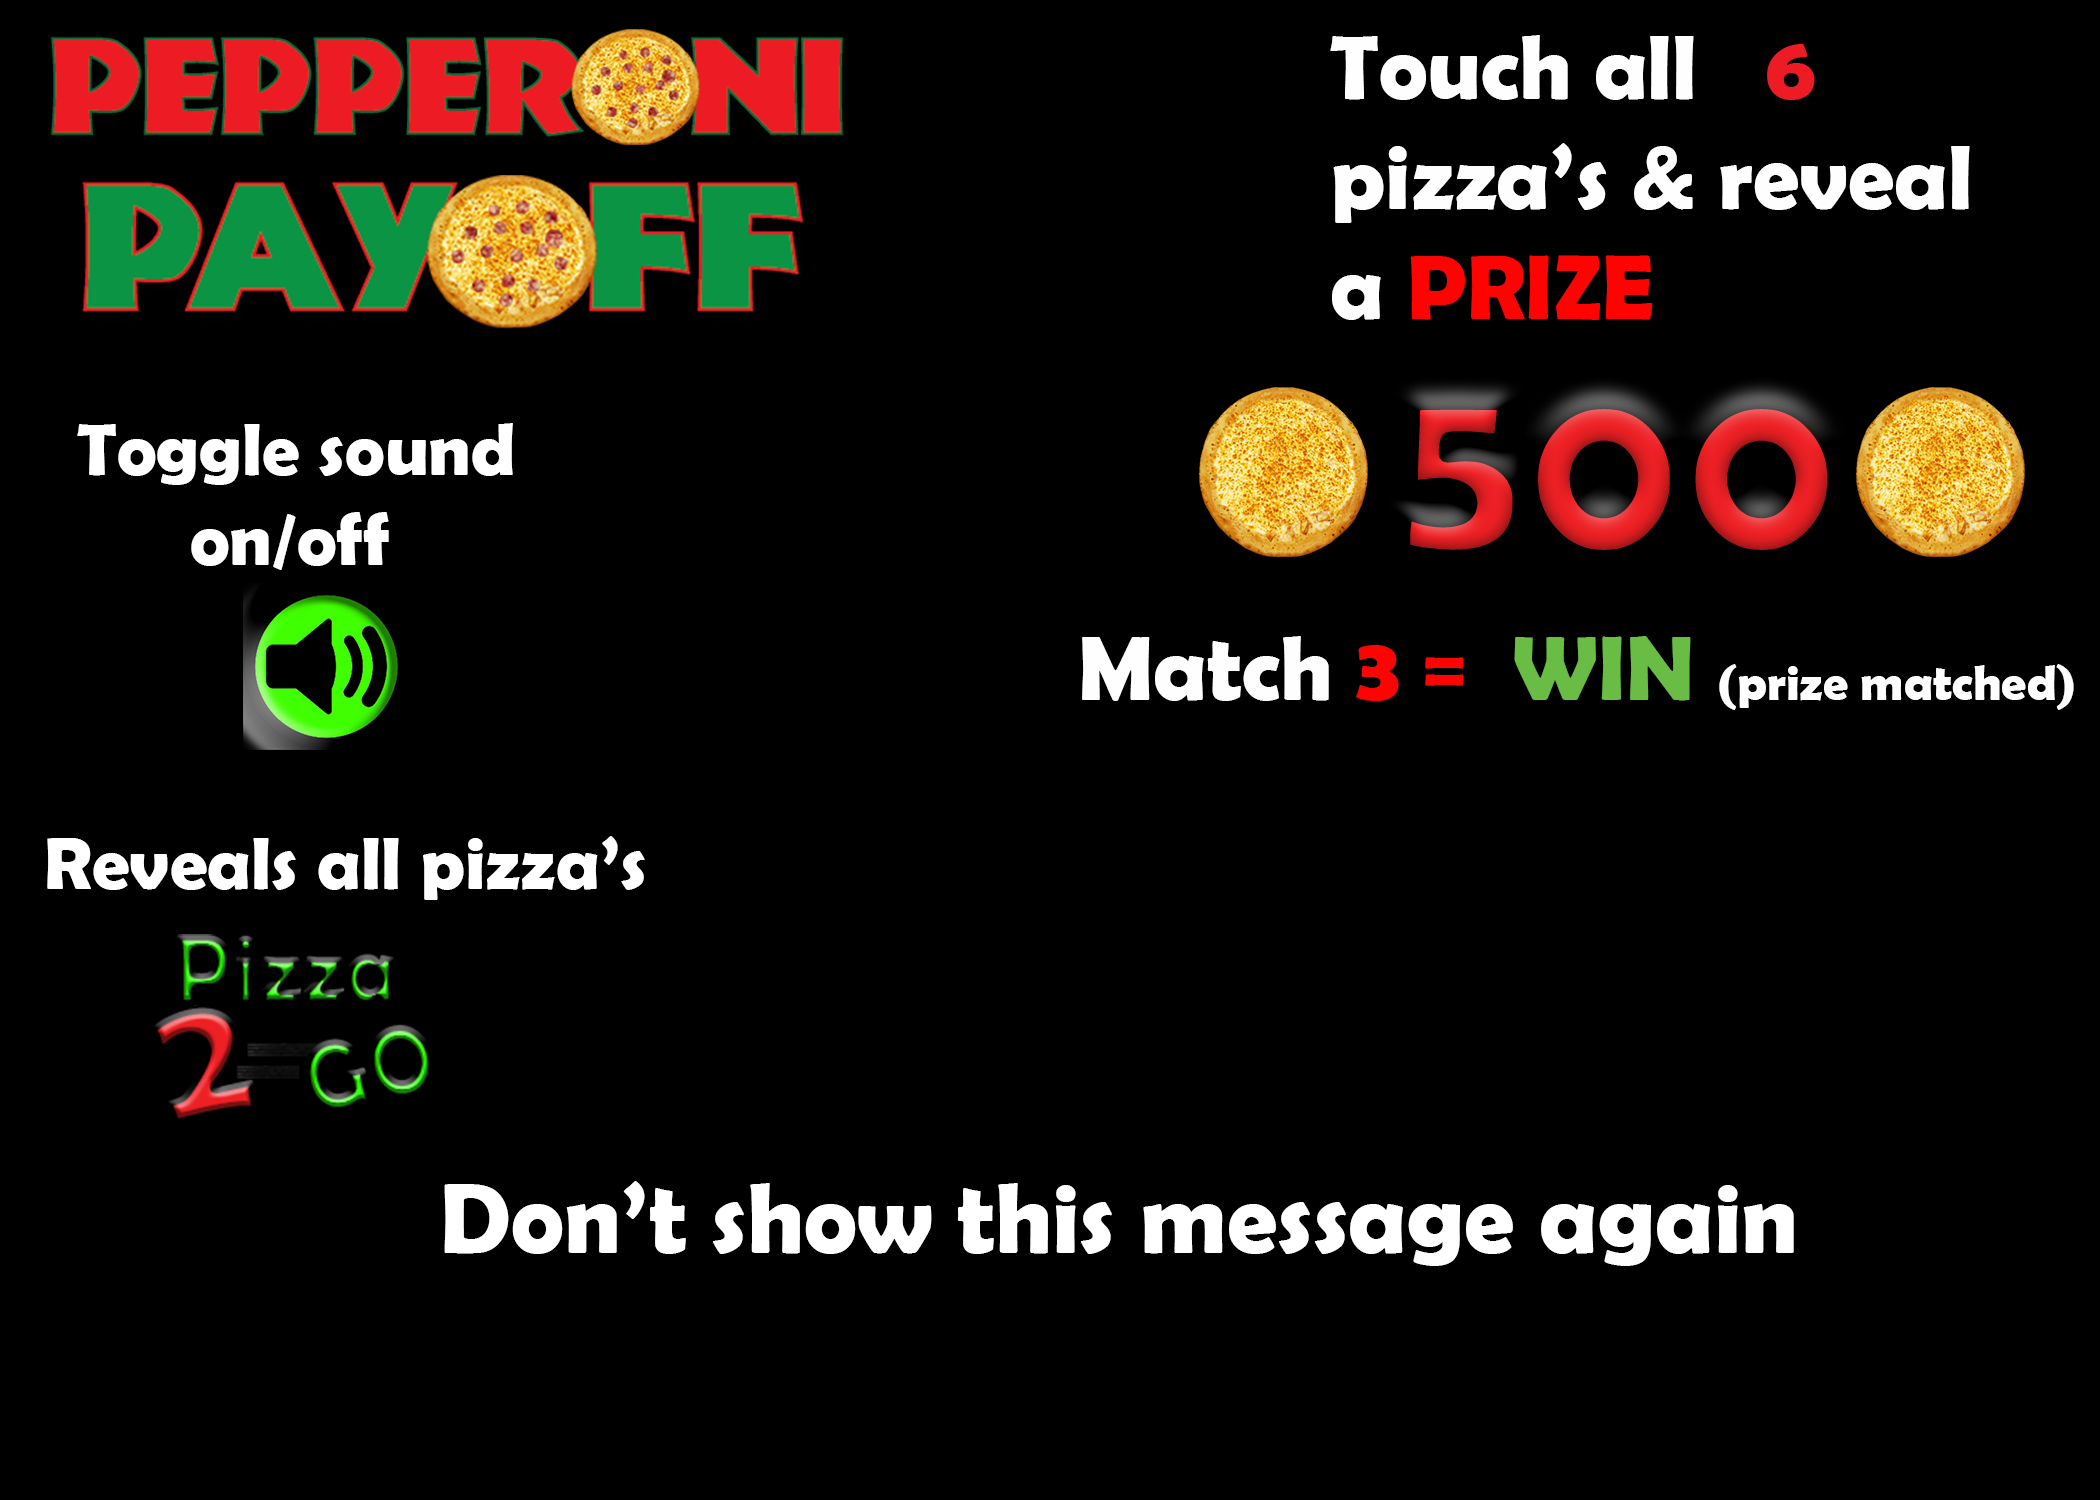 PEPPERONI
PAYOFF
Touch all 6
pizza’s & reveal
a PRIZE
500
Toggle sound
on/off
Match 3 = WIN (prize matched)
Reveals all pizza’s
Pizza
2 GO
Don’t show this message again